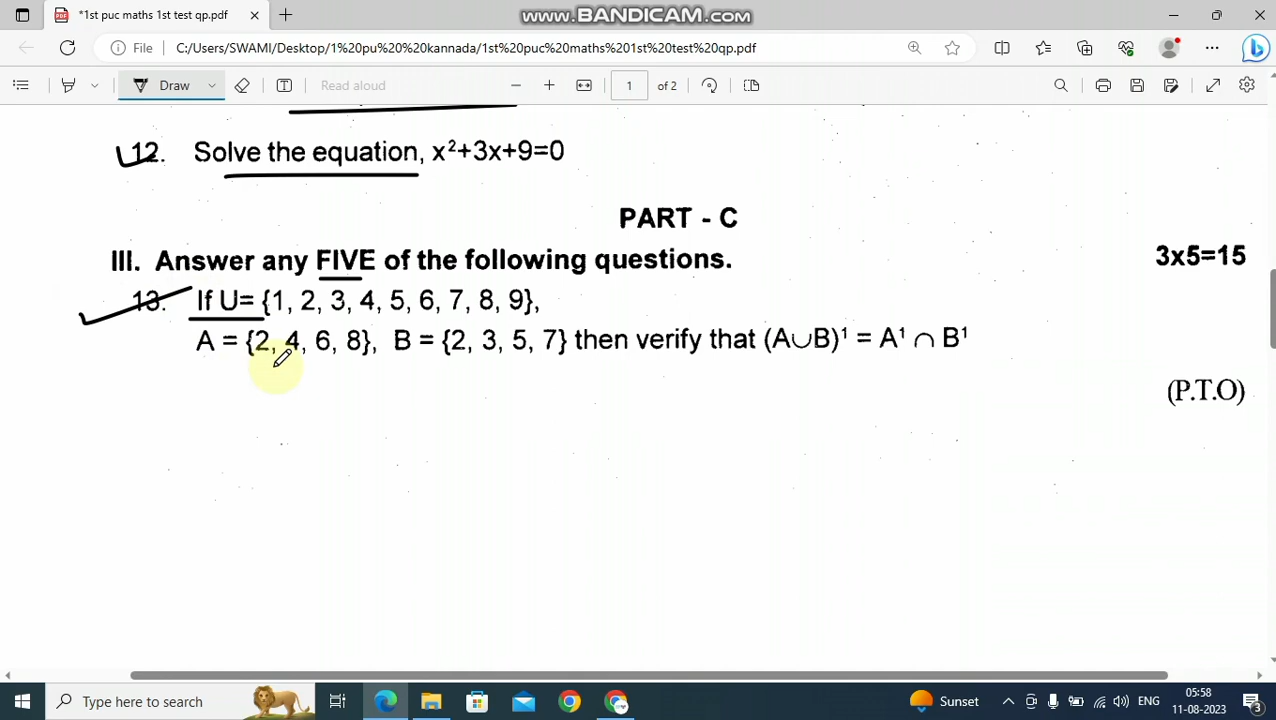 www.BANDICAM.com
*1st puc maths 1st test qp.pdf
File C:/Users/SWAMI/Desktop/1%20pu%20%20kannada/1st%20puc%20maths%201st%20test%20qp.pdf
Draw Read aloud 1 of 2
12. Solve the equation, x²+3x+9=0
PART - C
III. Answer any FIVE of the following questions. 3x5=15
13. If U= {1, 2, 3, 4, 5, 6, 7, 8, 9},
A = {2, 4, 6, 8}, B = {2, 3, 5, 7} then verify that (A∪B)¹ = A¹ ∩ B¹
(P.T.O)
Type here to search
Sunset ENG 05:58
11-08-2023 3